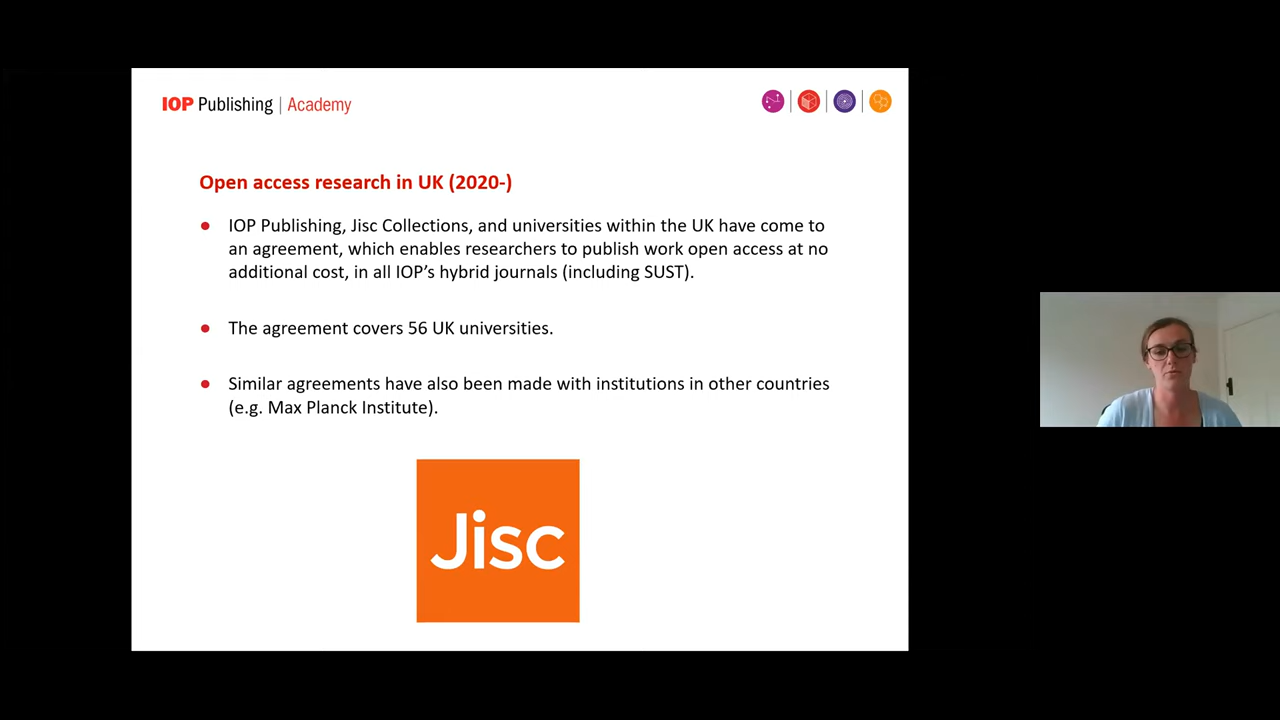 IOP Publishing | Academy
Open access research in UK (2020-)
● IOP Publishing, Jisc Collections, and universities within the UK have come to
an agreement, which enables researchers to publish work open access at no
additional cost, in all IOP’s hybrid journals (including SUST).
● The agreement covers 56 UK universities.
● Similar agreements have also been made with institutions in other countries
(e.g. Max Planck Institute).
Jisc